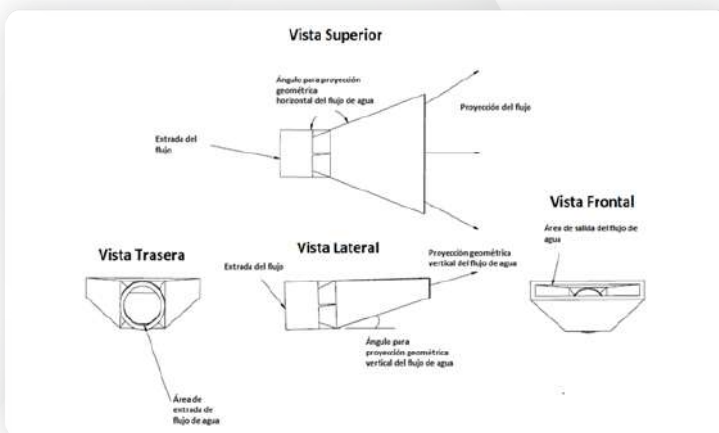 Vista Superior
Ángulo para proyección
geométrica
horizontal del flujo de agua
Proyección del flujo
Entrada del
flujo
Vista Frontal
Área de salida del flujo de
agua
Vista Trasera
Vista Lateral
Proyección geométrica
vertical del flujo de agua
Entrada del flujo
Ángulo para
proyección geométrica
vertical del flujo de agua
Área de
entrada de
flujo de agua